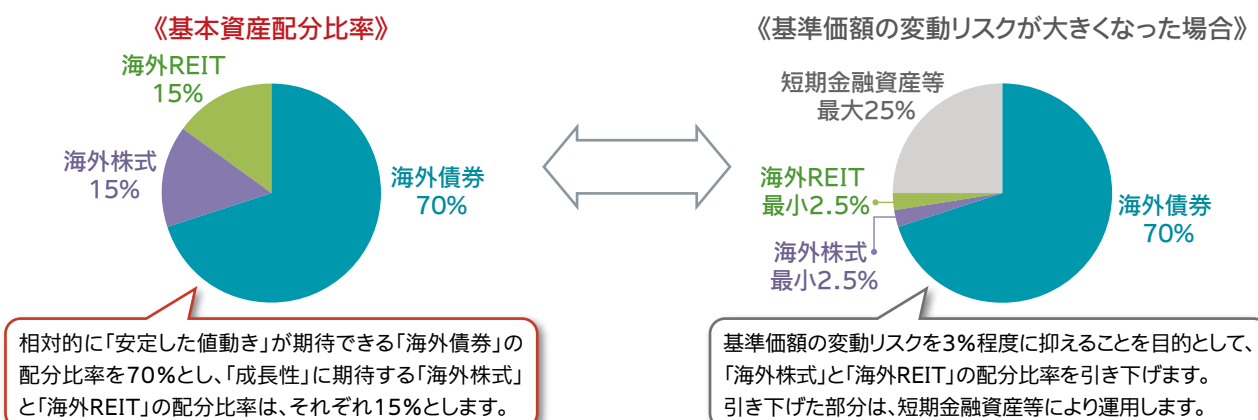 《基本資産配分比率》
海外REIT
15%
海外株式
15%
海外債券
70%
相対的に「安定した値動き」が期待できる「海外債券」の
配分比率を70%とし、「成長性」に期待する「海外株式」
と「海外REIT」の配分比率は、それぞれ15%とします。
《基準価額の変動リスクが大きくなった場合》
短期金融資産等
最大25%
海外REIT
最小2.5%
海外株式
最小2.5%
海外債券
70%
基準価額の変動リスクを3%程度に抑えることを目的として、
「海外株式」と「海外REIT」の配分比率を引き下げます。
引き下げた部分は、短期金融資産等により運用します。